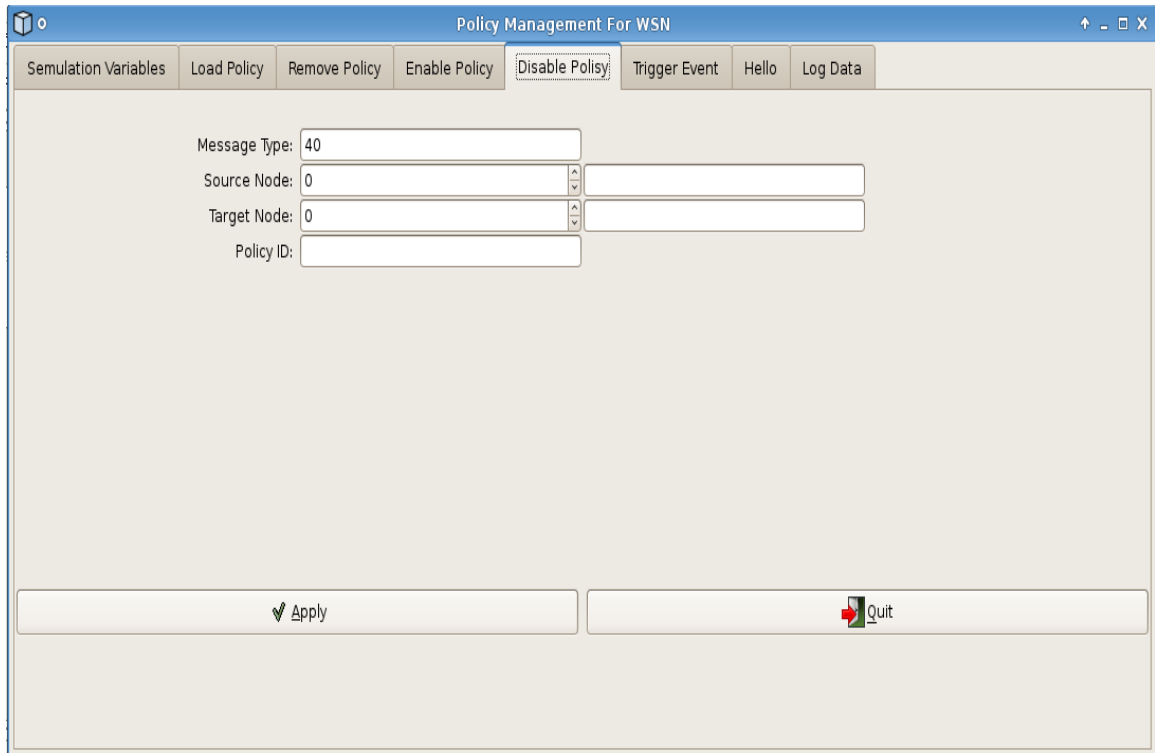 Policy Management For WSN
Semulation Variables Load Policy Remove Policy Enable Policy Disable Polisy Trigger Event Hello Log Data
Message Type: 40
Source Node: 0
Target Node: 0
Policy ID:
Apply Quit